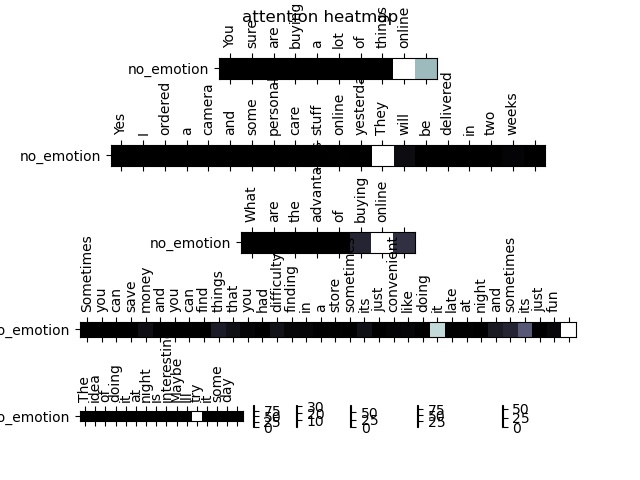 attention heatmap
You sure are buying a lot of things online
no_emotion
Yes I ordered a camera and some personal care stuff online They will be delivered in two weeks
no_emotion
What are the of buying online
no_emotion
Sometimes you can save money and you can find things that you had difficulty finding in a store sometimes its just convenient like doing it late at night and sometimes its just fun
o_emotion
The idea of doing it at night is Maybe try it some day
o_emotion
75 50 25 0
30 20 10
50 25 0
75 50 25
50 25 0